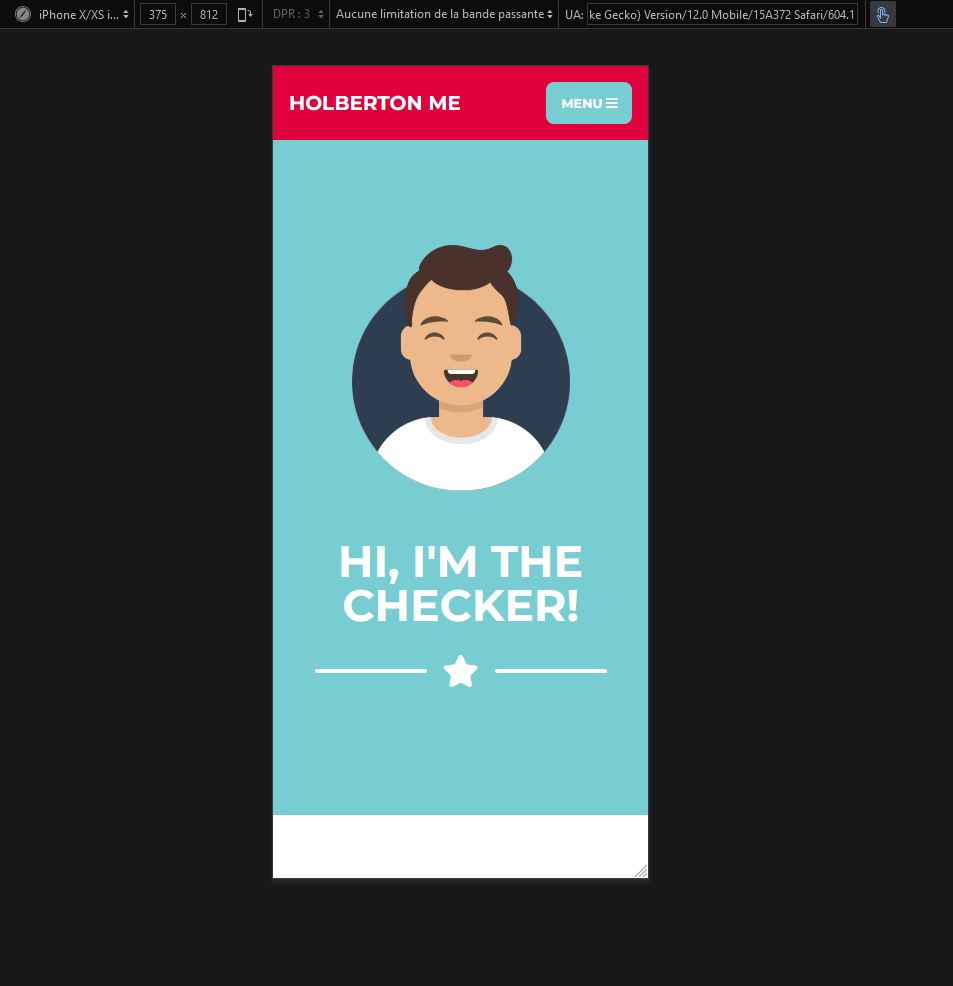 iPhone X/XS i... 375 × 812 DPR : 3 Aucune limitation de la bande passante UA: ke Gecko) Version/12.0 Mobile/15A372 Safari/604.1
HOLBERTON ME
MENU
HI, I'M THE
CHECKER!